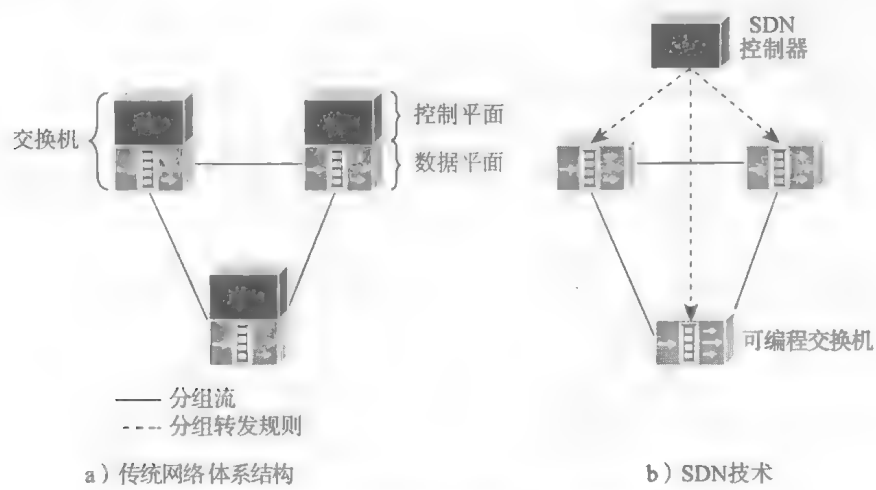 SDN
控制器
交换机
控制平面
数据平面
可编程交换机
分组流
分组转发规则
a）传统网络体系结构
b）SDN技术